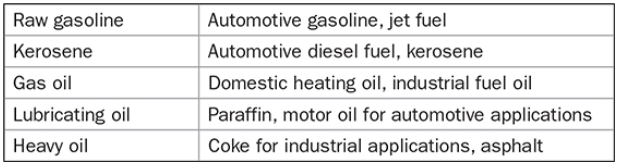 Raw gasoline Automotive gasoline, jet fuel
Kerosene Automotive diesel fuel, kerosene
Gas oil Domestic heating oil, industrial fuel oil
Lubricating oil Paraffin, motor oil for automotive applications
Heavy oil Coke for industrial applications, asphalt